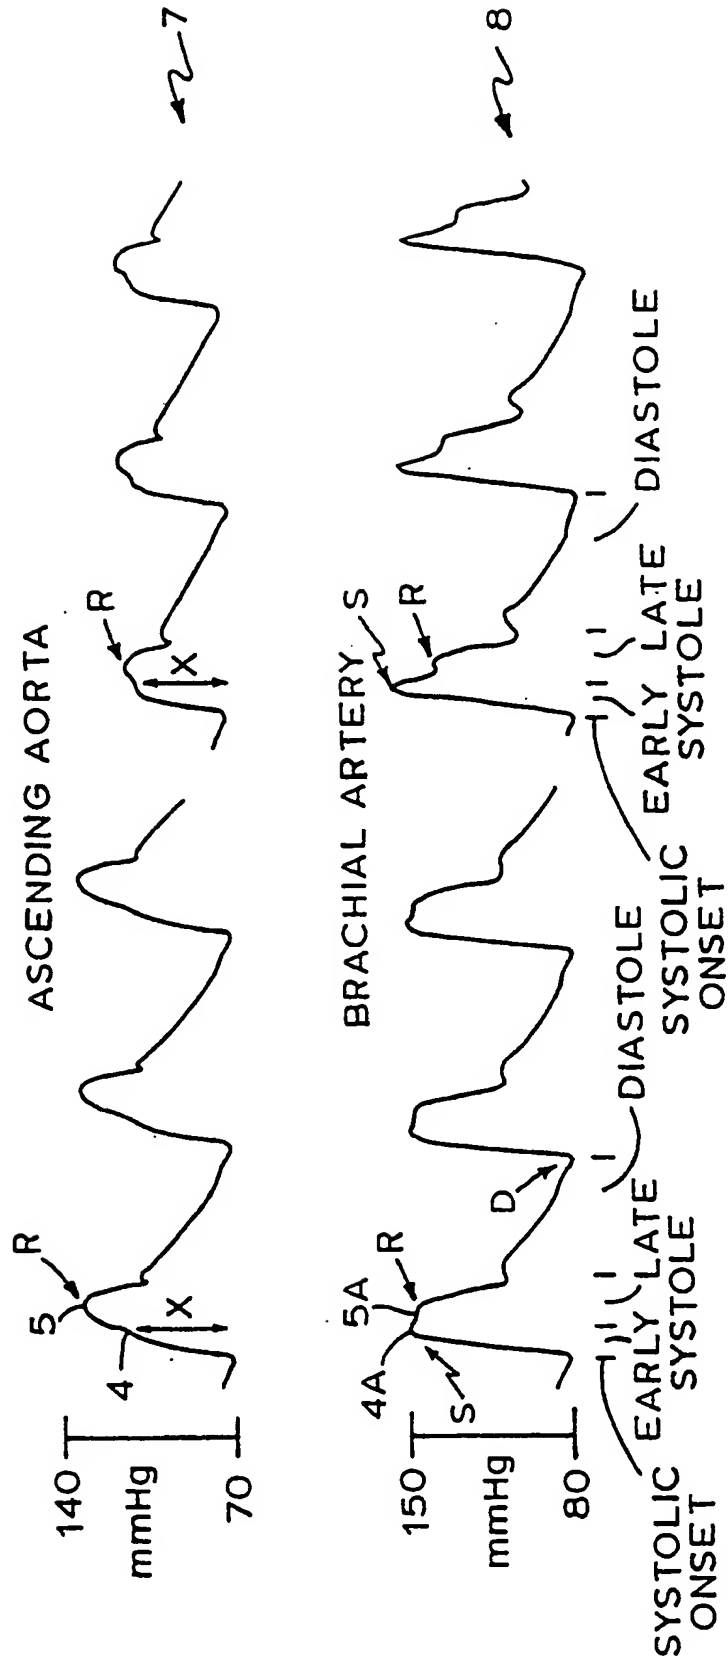 ASCENDING AORTA
7
140
mmHg
70
5
R
4
X
R
X
BRACHIAL ARTERY
8
150
mmHg
80
4A
5A
S
R
D
S
R
SYSTOLIC
ONSET
EARLY LATE
SYSTOLE
DIASTOLE
SYSTOLIC
ONSET
EARLY LATE
SYSTOLE
DIASTOLE